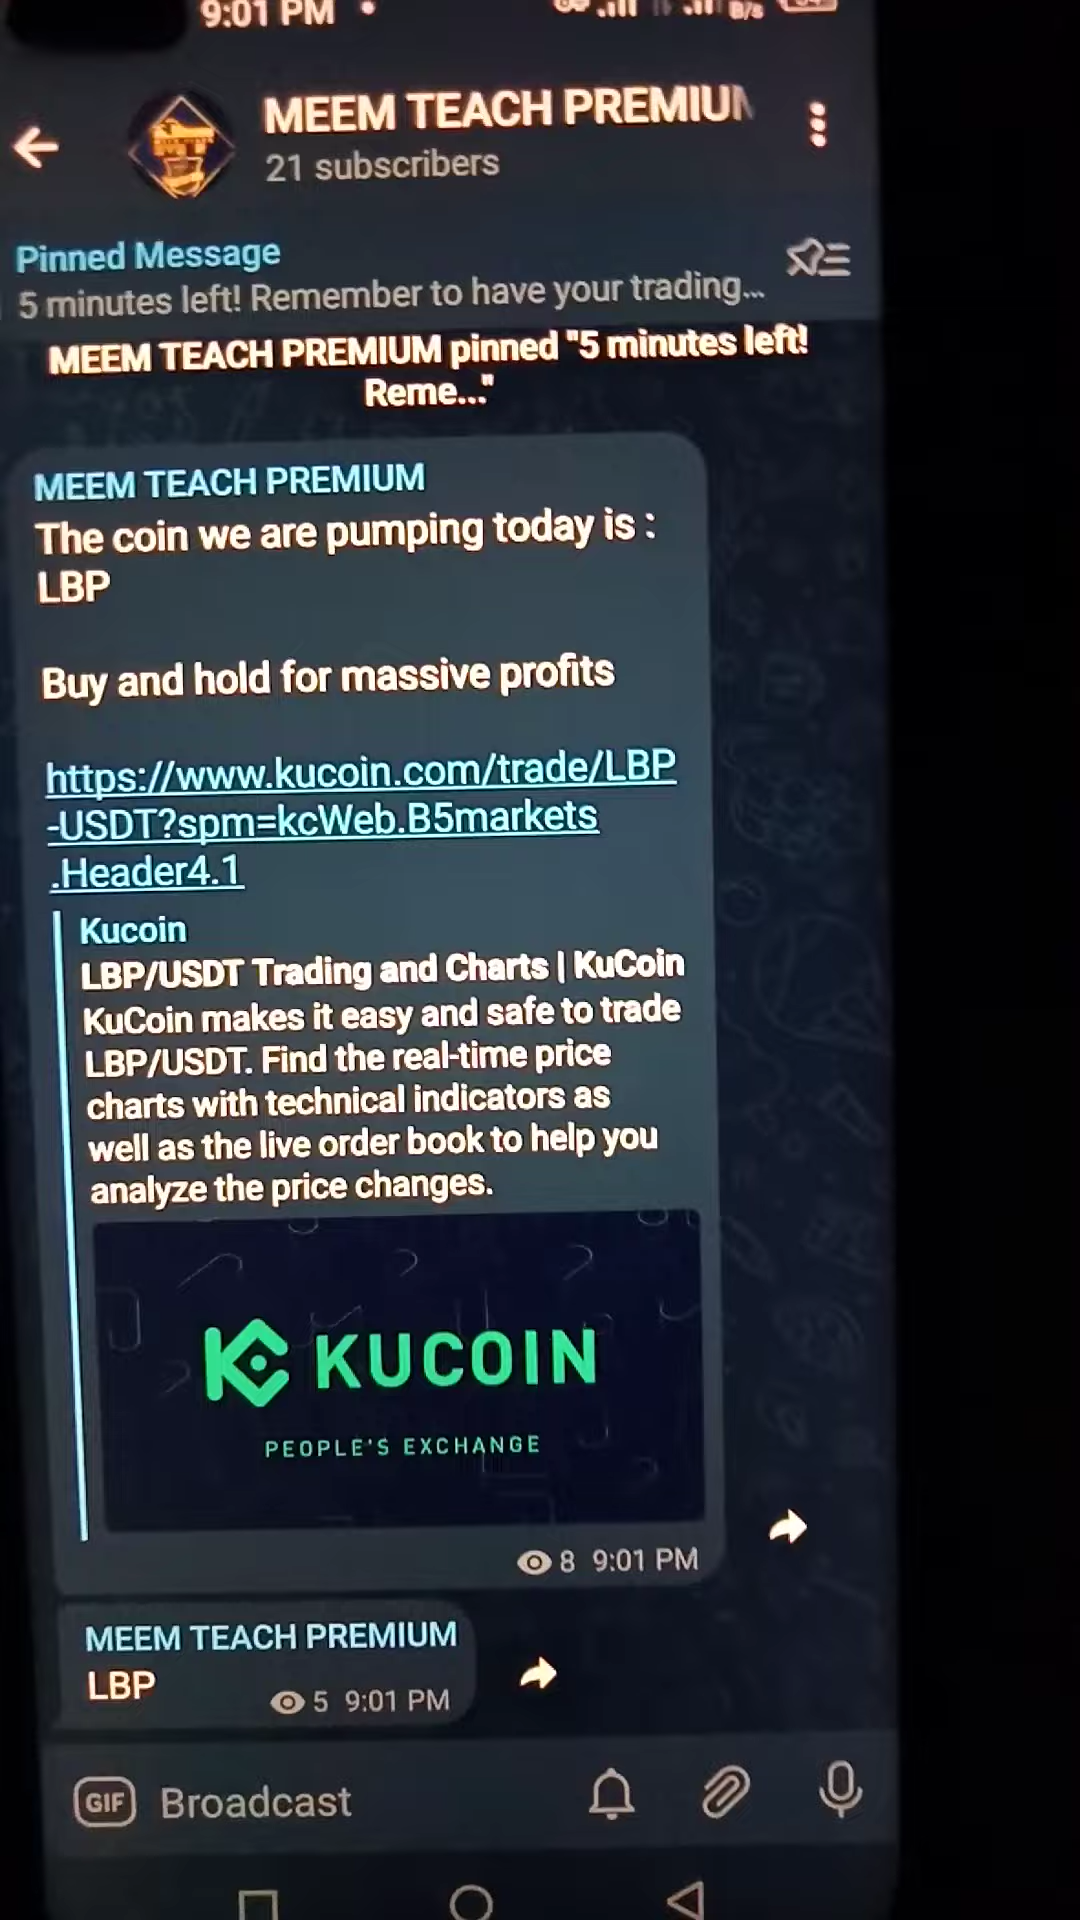 9:01 PM
B/s
MEEM TEACH PREMIUM
21 subscribers
Pinned Message
5 minutes left! Remember to have your trading...
MEEM TEACH PREMIUM pinned "5 minutes left!
Reme..."
MEEM TEACH PREMIUM
The coin we are pumping today is :
LBP
Buy and hold for massive profits
https://www.kucoin.com/trade/LBP
-USDT?spm=kcWeb.B5markets
.Header4.1
Kucoin
LBP/USDT Trading and Charts | KuCoin
KuCoin makes it easy and safe to trade
LBP/USDT. Find the real-time price
charts with technical indicators as
well as the live order book to help you
analyze the price changes.
KUCOIN
PEOPLE'S EXCHANGE
8 9:01 PM
MEEM TEACH PREMIUM
LBP
5 9:01 PM
GIF Broadcast